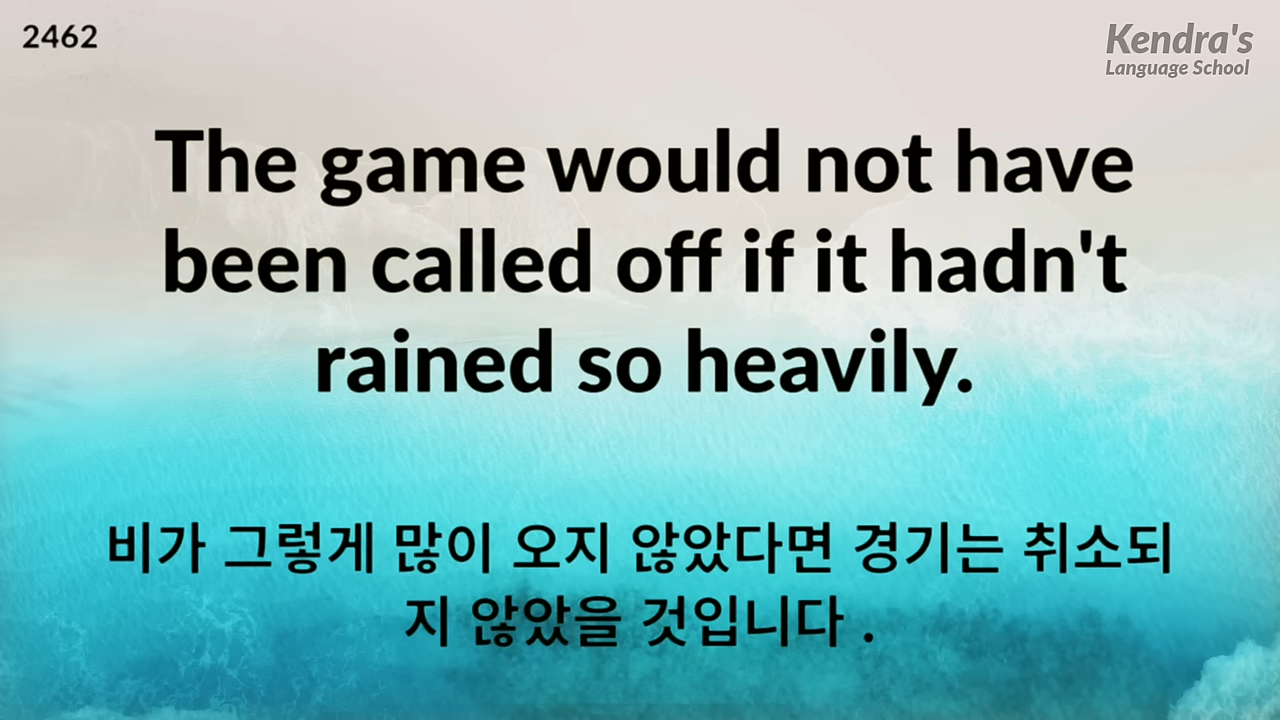 2462
Kendra's
Language School
The game would not have
been called off if it hadn't
rained so heavily.
비가 그렇게 많이 오지 않았다면 경기는 취소되
지 않았을 것입니다 .